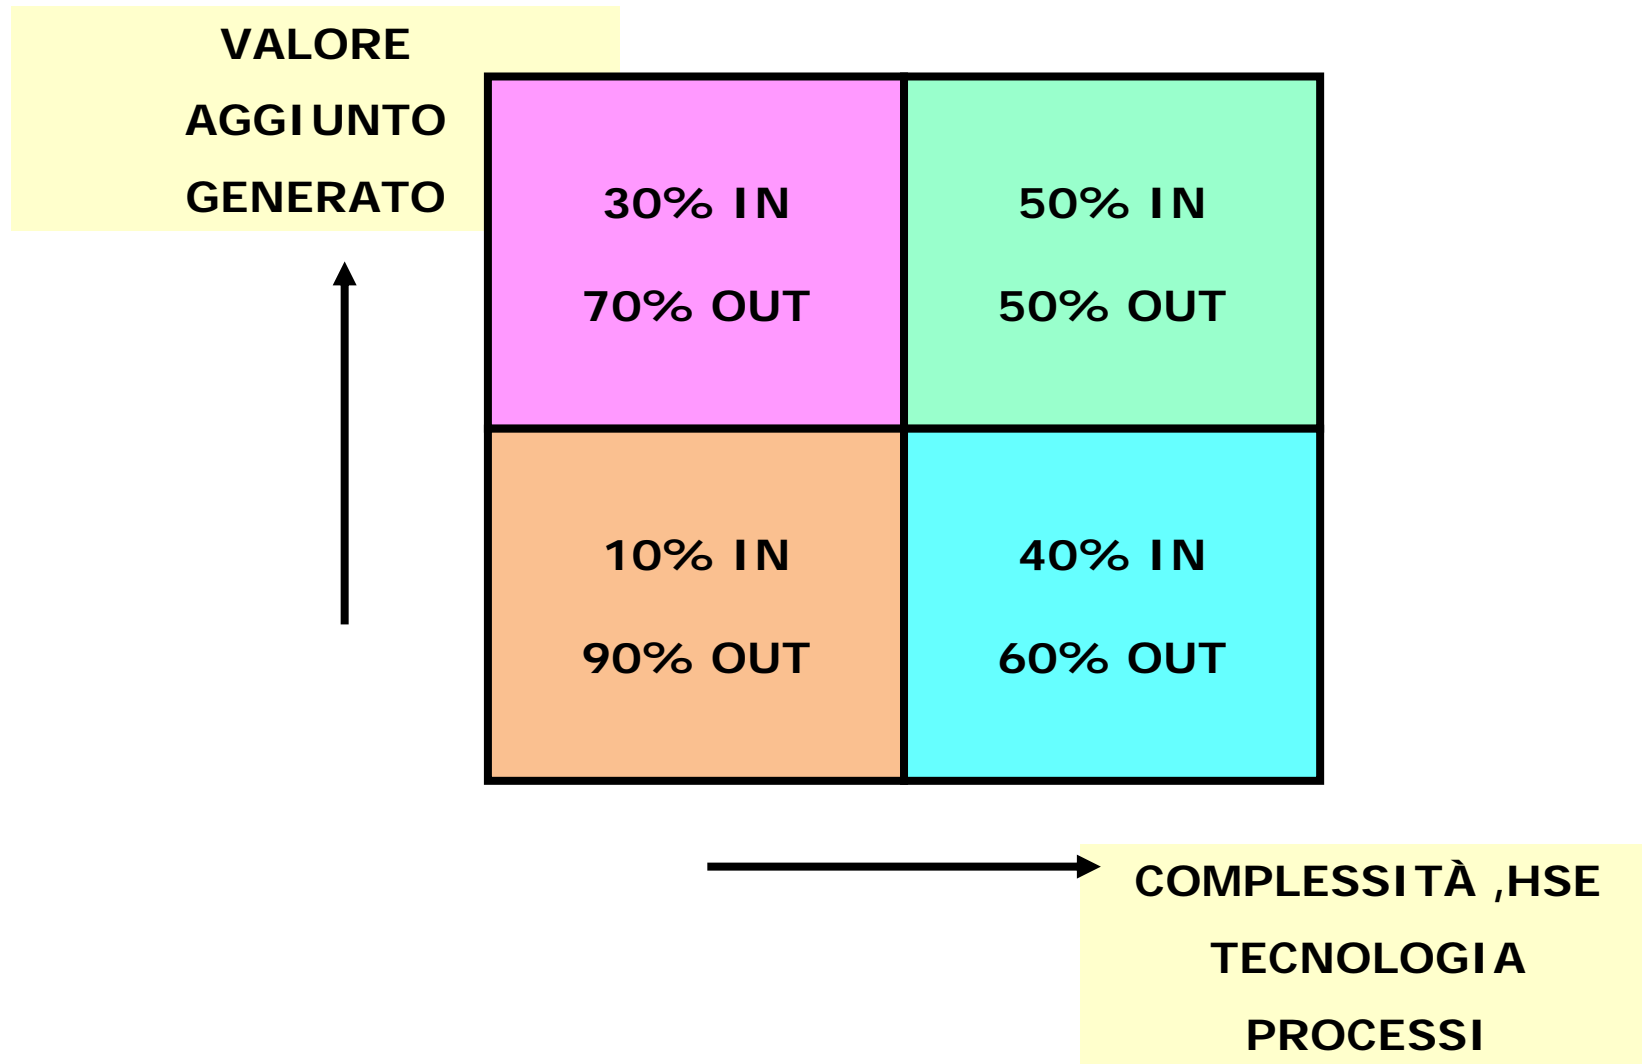 VALORE
AGGIUNTO
GENERATO
30% IN
70% OUT
50% IN
50% OUT
10% IN
90% OUT
40% IN
60% OUT
COMPLESSITÀ ,HSE
TECNOLOGIA
PROCESSI